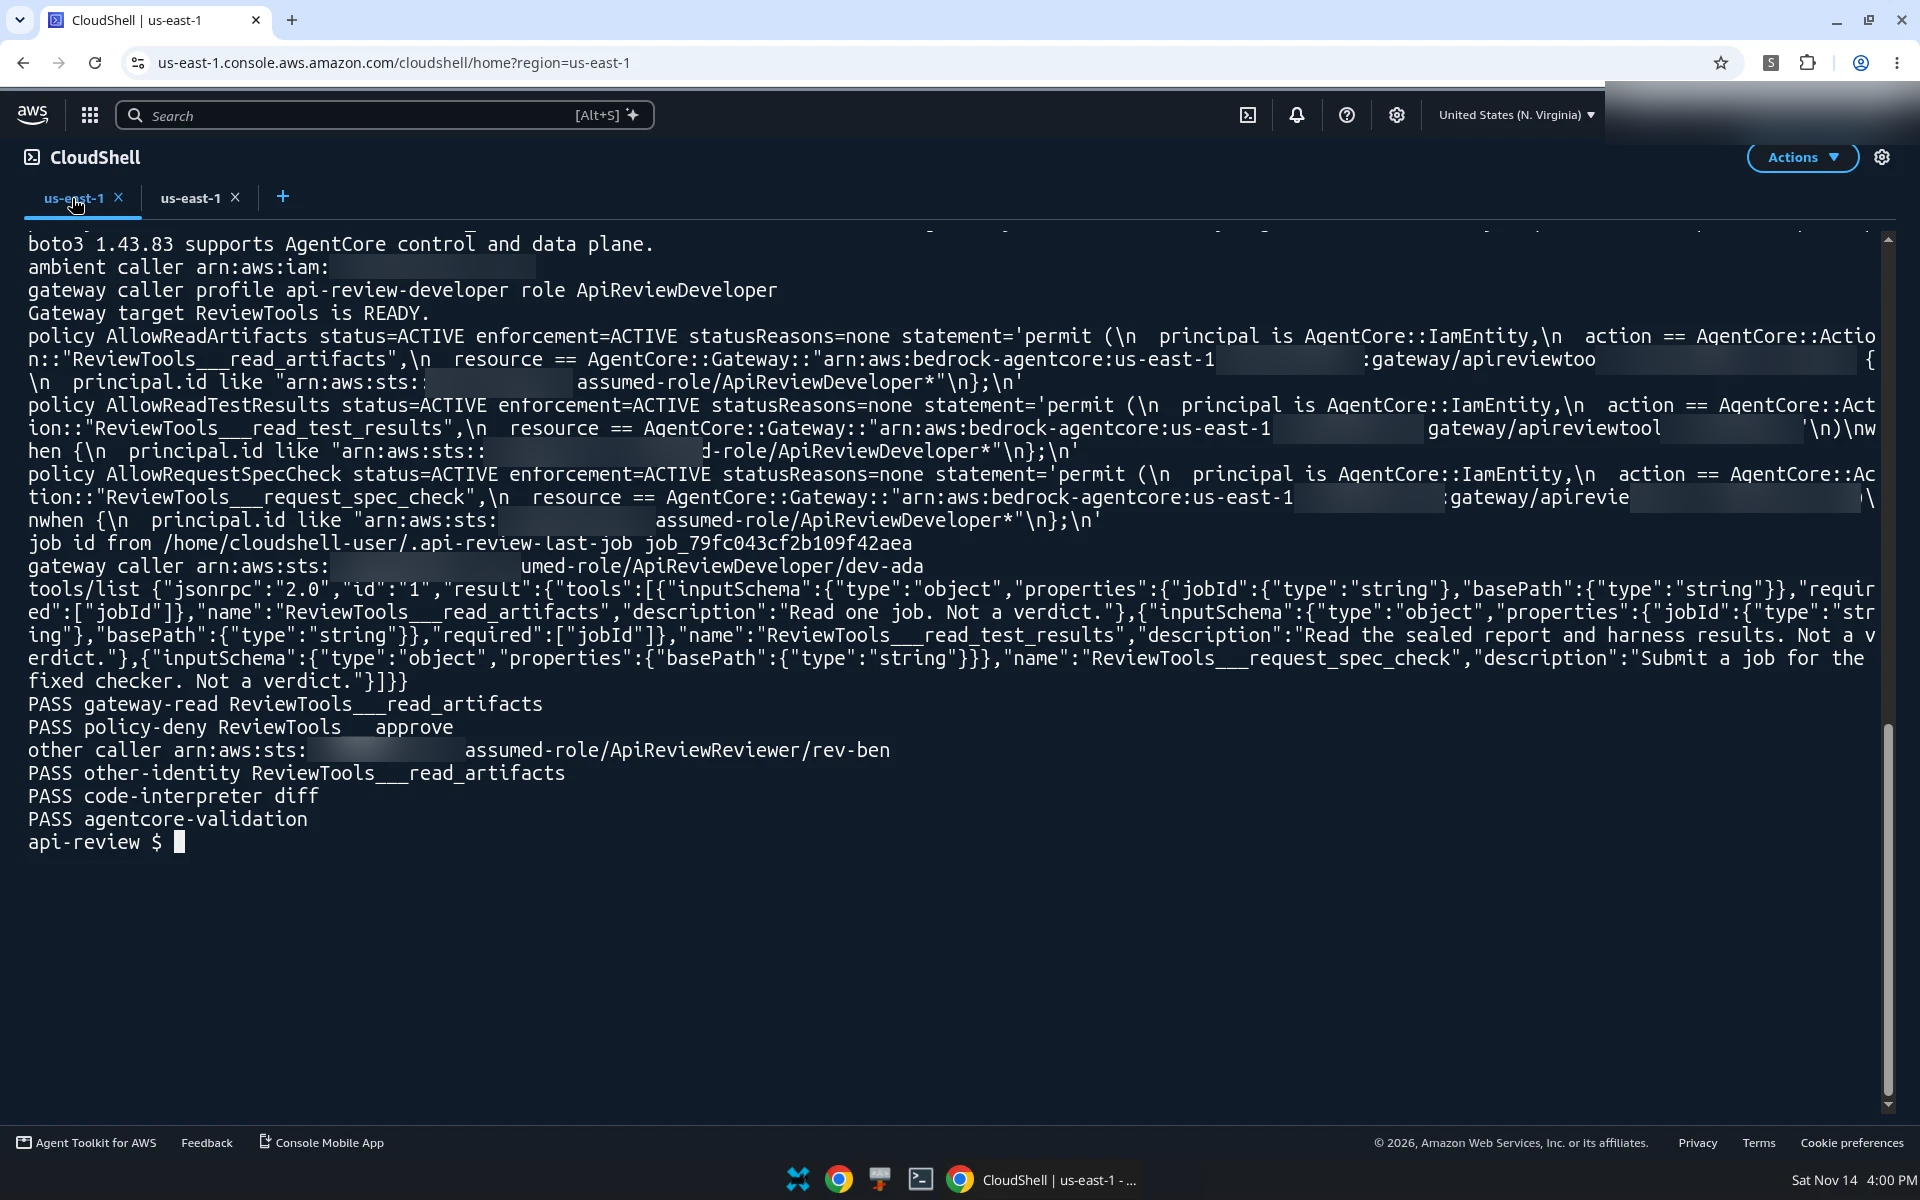 CloudShell | us-east-1
us-east-1.console.aws.amazon.com/cloudshell/home?region=us-east-1
S
aws
Search
[Alt+S]
United States (N. Virginia)
CloudShell
Actions
us-east-1
us-east-1
boto3 1.43.83 supports AgentCore control and data plane.
ambient caller arn:aws:iam:
gateway caller profile api-review-developer role ApiReviewDeveloper
Gateway target ReviewTools is READY.
policy AllowReadArtifacts status=ACTIVE enforcement=ACTIVE statusReasons=none statement='permit (\n  principal is AgentCore::IamEntity,\n  action == AgentCore::Actio
n::"ReviewTools___read_artifacts",\n  resource == AgentCore::Gateway::"arn:aws:bedrock-agentcore:us-east-1 :gateway/apireviewtoo {
\n  principal.id like "arn:aws:sts: assumed-role/ApiReviewDeveloper*"\n};\n'
policy AllowReadTestResults status=ACTIVE enforcement=ACTIVE statusReasons=none statement='permit (\n  principal is AgentCore::IamEntity,\n  action == AgentCore::Act
ion::"ReviewTools___read_test_results",\n  resource == AgentCore::Gateway::"arn:aws:bedrock-agentcore:us-east-1 gateway/apireviewtool '\n)\nw
hen {\n  principal.id like "arn:aws:sts:: d-role/ApiReviewDeveloper*"\n};\n'
policy AllowRequestSpecCheck status=ACTIVE enforcement=ACTIVE statusReasons=none statement='permit (\n  principal is AgentCore::IamEntity,\n  action == AgentCore::Ac
tion::"ReviewTools___request_spec_check",\n  resource == AgentCore::Gateway::"arn:aws:bedrock-agentcore:us-east-1 :gateway/apirevie )\
nwhen {\n  principal.id like "arn:aws:sts: assumed-role/ApiReviewDeveloper*"\n};\n'
job id from /home/cloudshell-user/.api-review-last-job job_79fc043cf2b109f42aea
gateway caller arn:aws:sts: umed-role/ApiReviewDeveloper/dev-ada
tools/list {"jsonrpc":"2.0","id":"1","result":{"tools":[{"inputSchema":{"type":"object","properties":{"jobId":{"type":"string"},"basePath":{"type":"string"}},"requir
ed":["jobId"]},"name":"ReviewTools___read_artifacts","description":"Read one job. Not a verdict."},{"inputSchema":{"type":"object","properties":{"jobId":{"type":"str
ing"},"basePath":{"type":"string"}},"required":["jobId"]},"name":"ReviewTools___read_test_results","description":"Read the sealed report and harness results. Not a v
erdict."},{"inputSchema":{"type":"object","properties":{"basePath":{"type":"string"}}},"name":"ReviewTools___request_spec_check","description":"Submit a job for the
fixed checker. Not a verdict."}]}}
PASS gateway-read ReviewTools___read_artifacts
PASS policy-deny ReviewTools___approve
other caller arn:aws:sts: assumed-role/ApiReviewReviewer/rev-ben
PASS other-identity ReviewTools___read_artifacts
PASS code-interpreter diff
PASS agentcore-validation
api-review $
Agent Toolkit for AWS
Feedback
Console Mobile App
© 2026, Amazon Web Services, Inc. or its affiliates.
Privacy
Terms
Cookie preferences
CloudShell | us-east-1 - ...
Sat Nov 14 4:00 PM